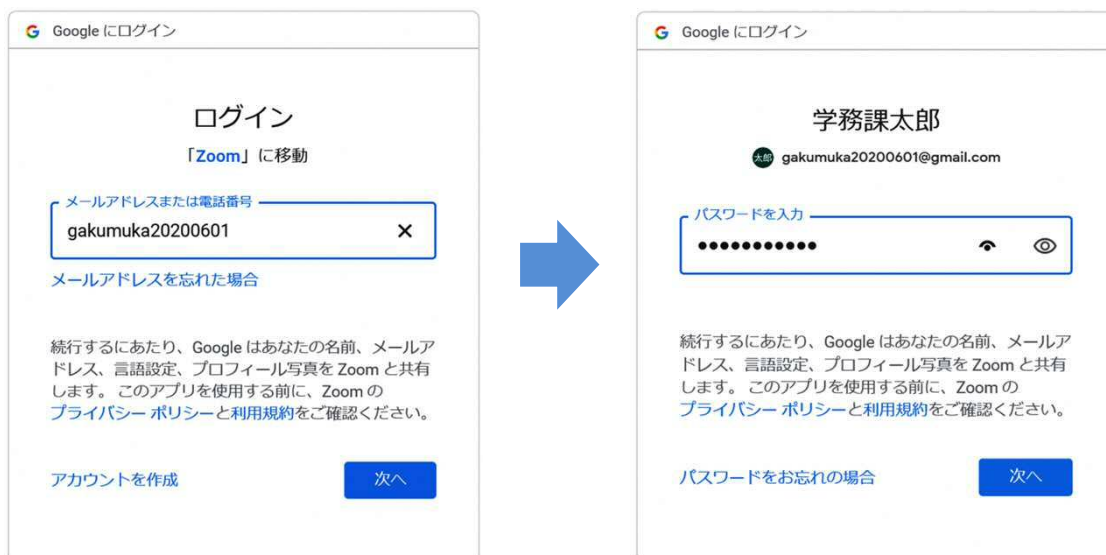 Google にログイン
ログイン
「Zoom」に移動
メールアドレスまたは電話番号
gakumuka20200601
メールアドレスを忘れた場合
続行するにあたり、Google はあなたの名前、メールア
ドレス、言語設定、プロフィール写真を Zoom と共有
します。 このアプリを使用する前に、Zoom の
プライバシー ポリシーと利用規約をご確認ください。
アカウントを作成
次へ
Google にログイン
学務課太郎
太郎 gakumuka20200601@gmail.com
パスワードを入力
•••••••••••
続行するにあたり、Google はあなたの名前、メールア
ドレス、言語設定、プロフィール写真を Zoom と共有
します。 このアプリを使用する前に、Zoom の
プライバシー ポリシーと利用規約をご確認ください。
パスワードをお忘れの場合
次へ